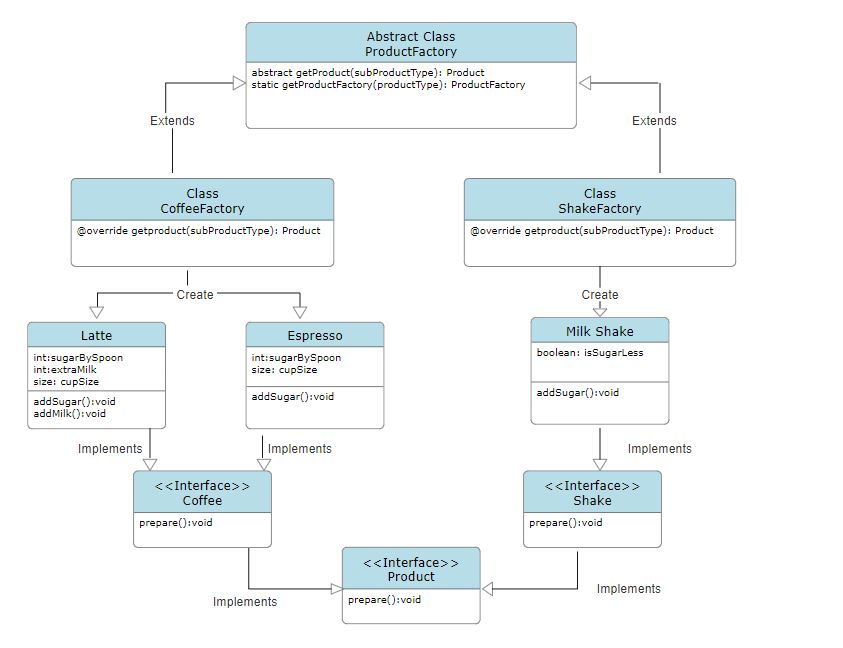 Abstract Class
ProductFactory
abstract getProduct(subProductType): Product
static getProductFactory(productType): ProductFactory
Extends
Extends
Class
CoffeeFactory
@override getproduct(subProductType): Product
Class
ShakeFactory
@override getproduct(subProductType): Product
Create
Create
Latte
int:sugarBySpoon
int:extraMilk
size: cupSize
addSugar():void
addMilk():void
Espresso
int:sugarBySpoon
size: cupSize
addSugar():void
Milk Shake
boolean: isSugarLess
addSugar():void
Implements
Implements
Implements
<<Interface>>
Coffee
prepare():void
<<Interface>>
Shake
prepare():void
<<Interface>>
Product
prepare():void
Implements
Implements